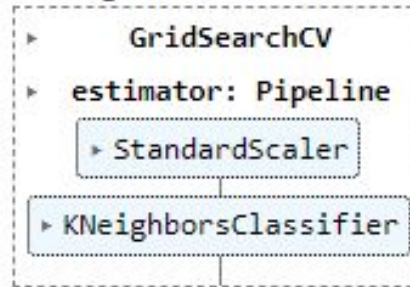 GridSearchCV
estimator: Pipeline
StandardScaler
KNeighborsClassifier